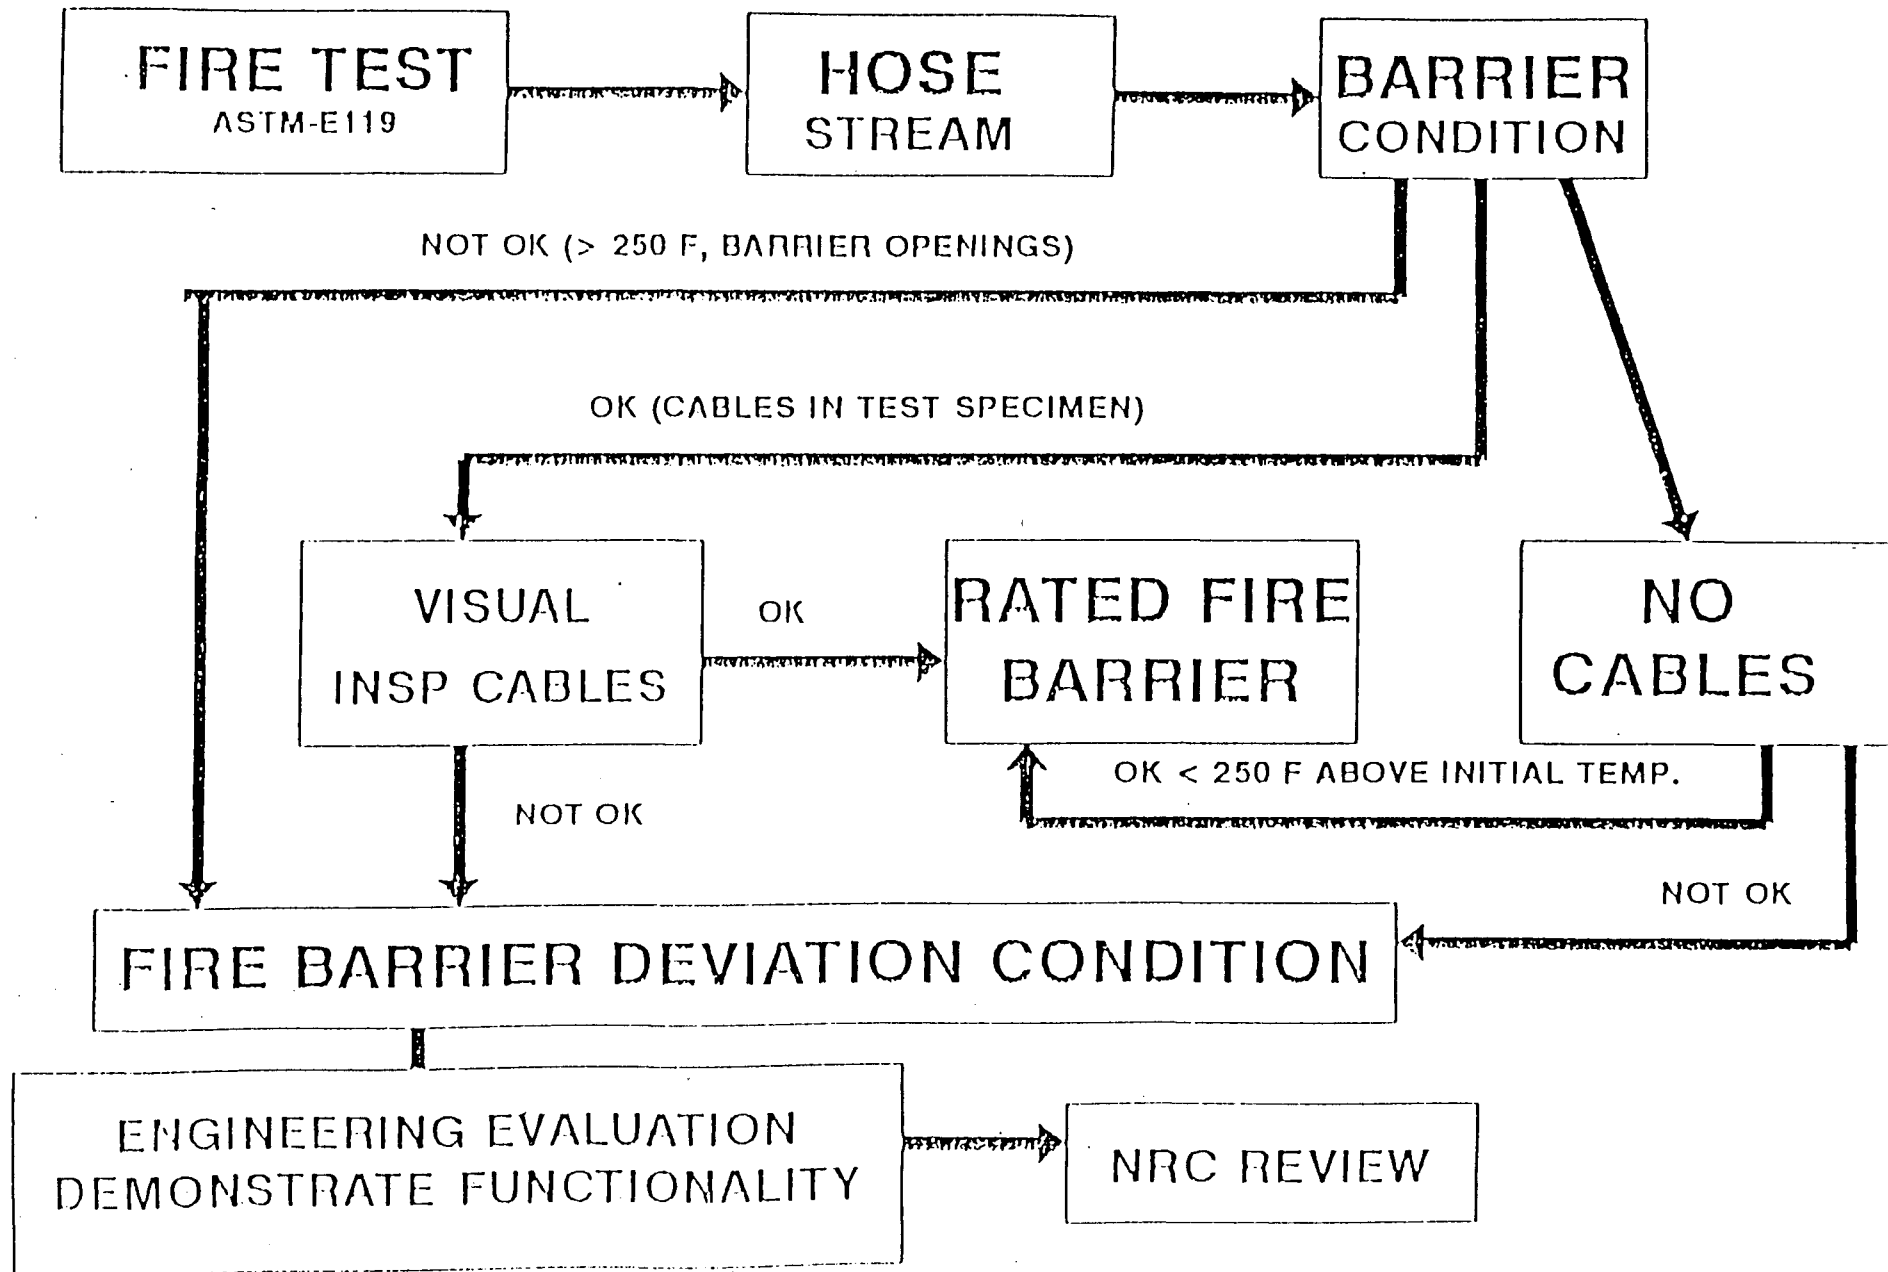 FIRE TEST
ASTM-E119
HOSE
STREAM
BARRIER
CONDITION
NOT OK (> 250 F, BARRIER OPENINGS)
OK (CABLES IN TEST SPECIMEN)
VISUAL
INSP CABLES
OK
RATED FIRE
BARRIER
NO
CABLES
OK < 250 F ABOVE INITIAL TEMP.
NOT OK
NOT OK
FIRE BARRIER DEVIATION CONDITION
ENGINEERING EVALUATION
DEMONSTRATE FUNCTIONALITY
NRC REVIEW